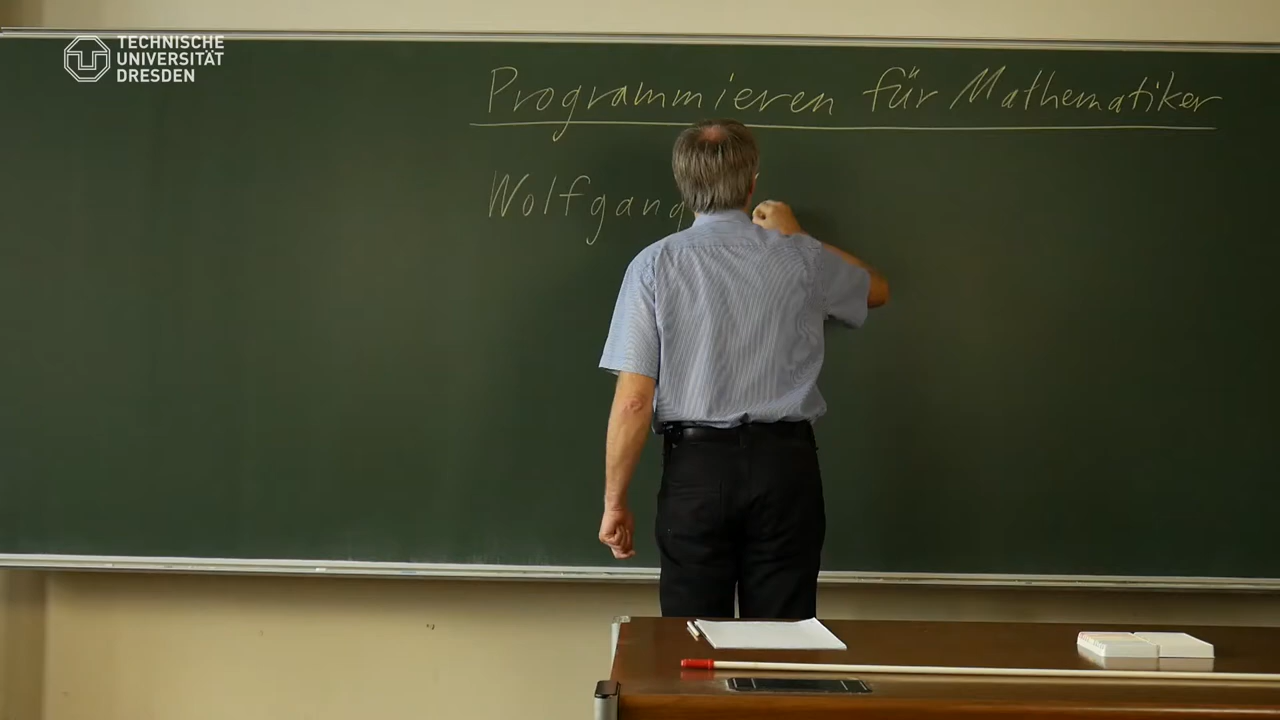 TECHNISCHE
UNIVERSITÄT
DRESDEN
Programmieren für Mathematiker
Wolfgang